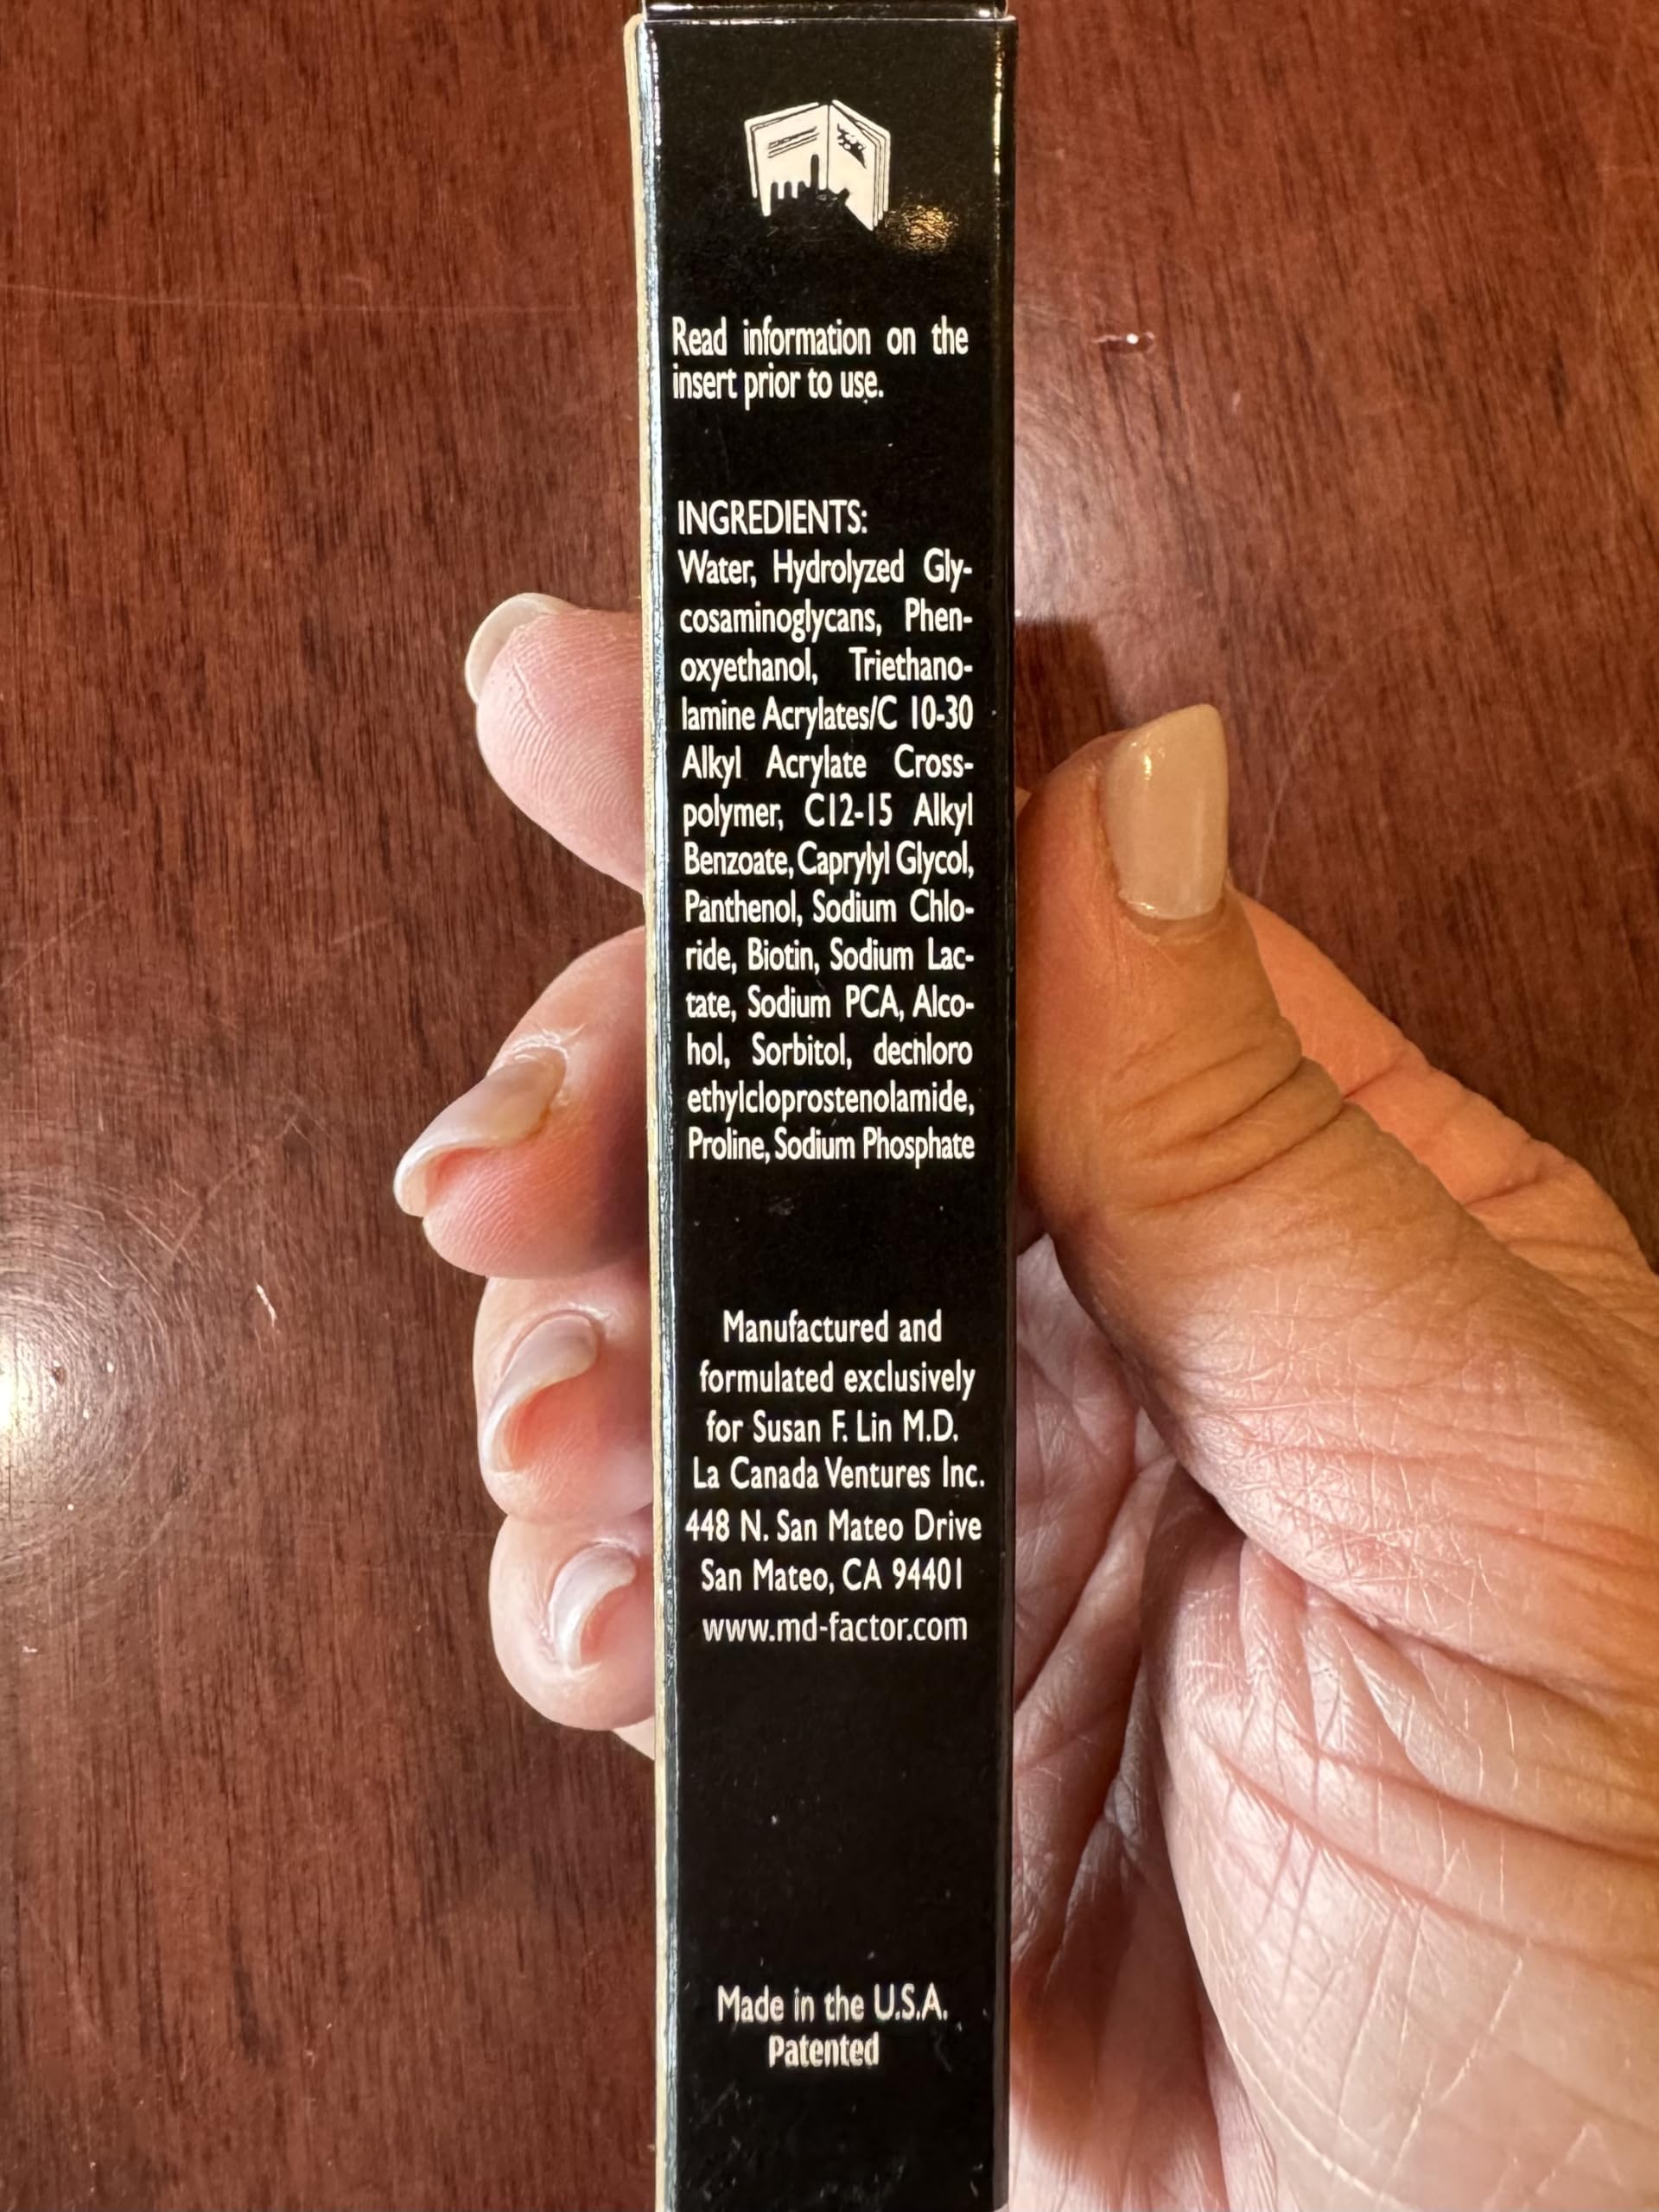 Read information on the
insert prior to use.
INGREDIENTS:
Water, Hydrolyzed Gly-
cosaminoglycans, Phen-
oxyethanol, Triethano-
lamine Acrylates/C 10-30
Alkyl Acrylate Cross-
polymer, C12-15 Alkyl
Benzoate, Caprylyl Glycol,
Panthenol, Sodium Chlo-
ride, Biotin, Sodium Lac-
tate, Sodium PCA, Alco-
hol, Sorbitol, dechloro
ethylcloprostenolamide,
Proline, Sodium Phosphate
Manufactured and
formulated exclusively
for Susan F. Lin M.D.
La Canada Ventures Inc.
448 N. San Mateo Drive
San Mateo, CA 94401
www.md-factor.com
Made in the U.S.A.
Patented